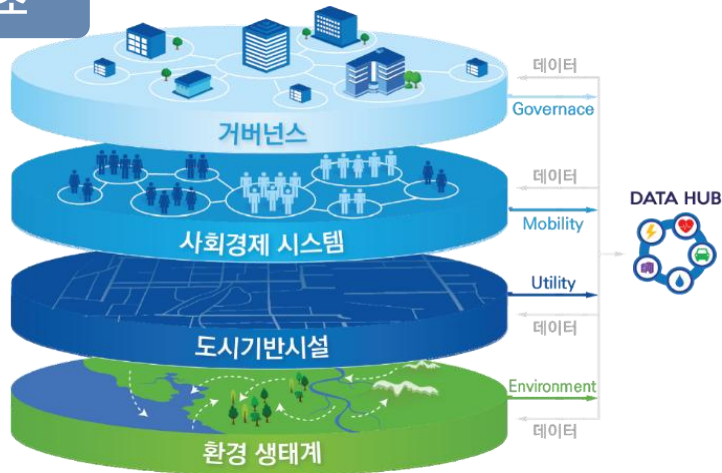 조
데이터
Governace
거버넌스
데이터
DATA HUB
Mobility
사회경제 시스템
Utility
데이터
도시기반시설
Environment
데이터
환경 생태계